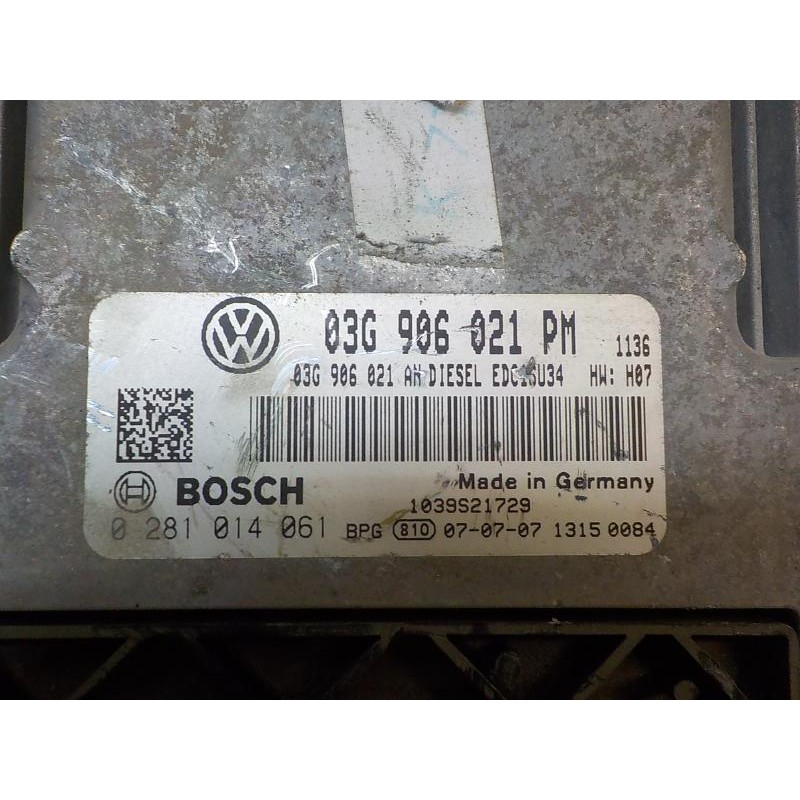 03G 906 021 PM 1136
03G 906 021 AN DIESEL EDC16U34 HW: H07
Made in Germany
BOSCH
1039S21729
0 281 014 061 BPG 810 07-07-07 1315 0084